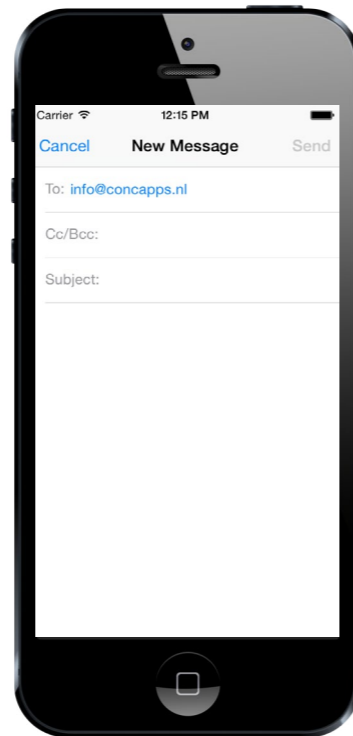 Carrier 12:15 PM
Cancel New Message Send
To: info@concapps.nl
Cc/Bcc:
Subject: